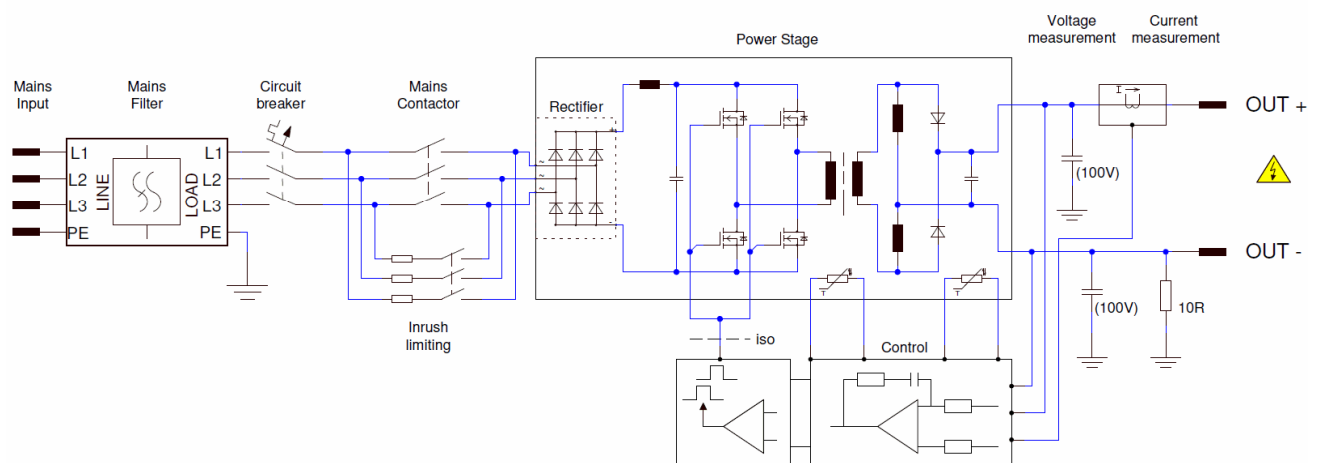 Voltage
measurement
Current
measurement
Power Stage
Mains
Input
Mains
Filter
Circuit
breaker
Mains
Contactor
Rectifier
I
OUT +
+
L1
L2
L3
PE
LINE
LOAD
L1
L2
L3
PE
~
~
~
-
(100V)
OUT -
T
T
(100V)
10R
Inrush
limiting
iso
Control